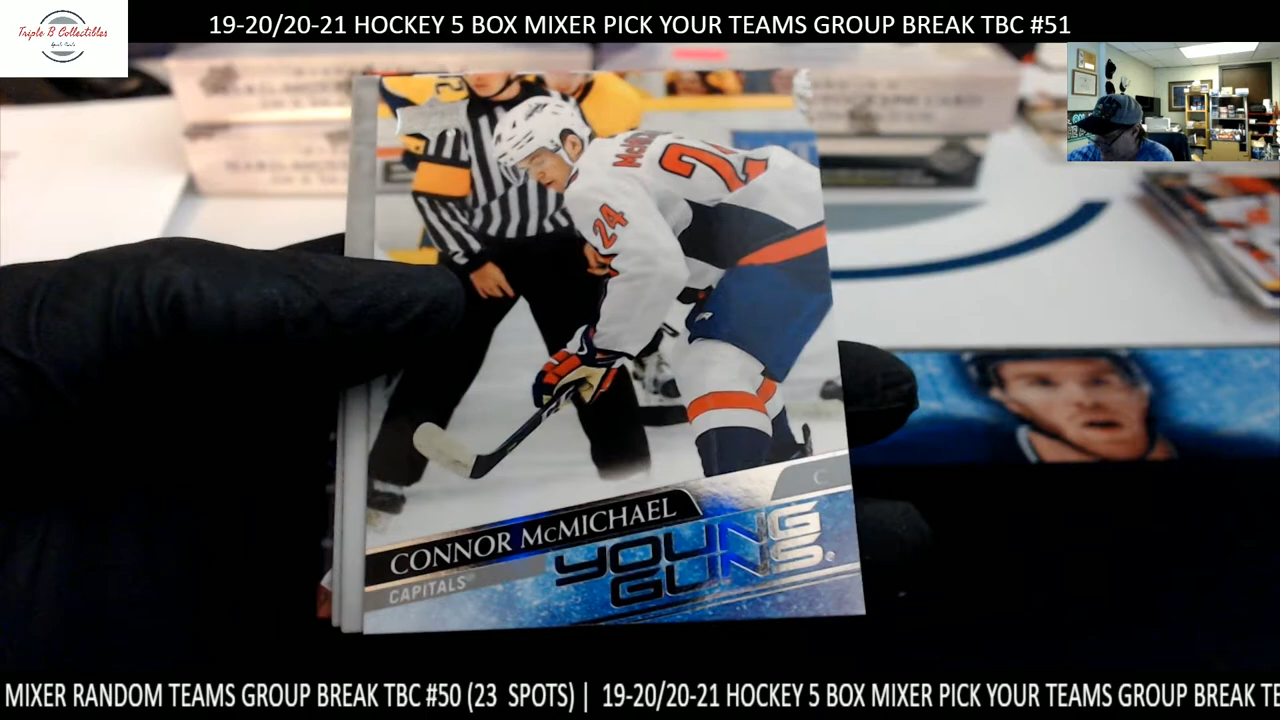 Triple B Collectibles
19-20/20-21 HOCKEY 5 BOX MIXER PICK YOUR TEAMS GROUP BREAK TBC #51
24
CONNOR McMICHAEL
C
CAPITALS
YOUNG
GUNS
MIXER RANDOM TEAMS GROUP BREAK TBC #50 (23 SPOTS) | 19-20/20-21 HOCKEY 5 BOX MIXER PICK YOUR TEAMS GROUP BREAK